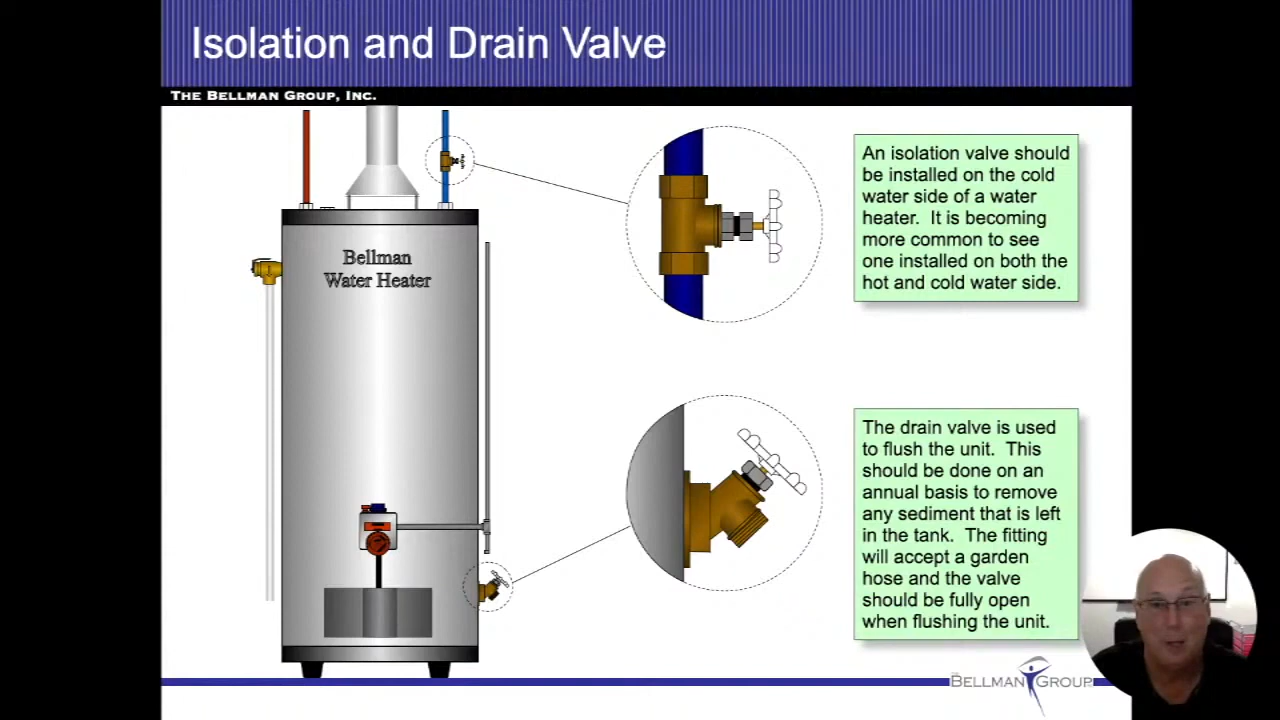 Isolation and Drain Valve
THE BELLMAN GROUP, INC.
Bellman
Water Heater
An isolation valve should
be installed on the cold
water side of a water
heater. It is becoming
more common to see
one installed on both the
hot and cold water side.
The drain valve is used
to flush the unit. This
should be done on an
annual basis to remove
any sediment that is left
in the tank. The fitting
will accept a garden
hose and the valve
should be fully open
when flushing the unit.
THE BELLMAN GROUP